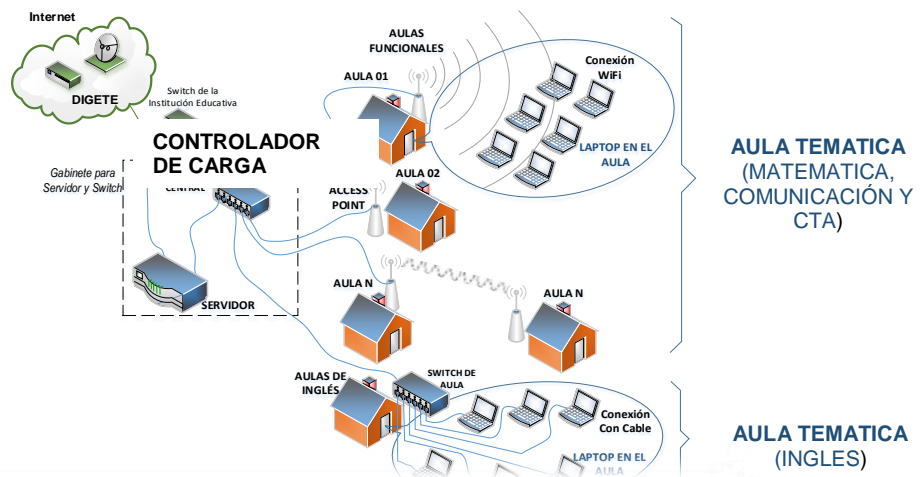 Internet
DIGETE
Switch de la
Institución Educativa
CONTROLADOR
DE CARGA
Gabinete para
Servidor y Switch
CENTRAL
SERVIDOR
AULAS
FUNCIONALES
AULA 01
Conexión
WiFi
LAPTOP EN EL
AULA
AULA 02
ACCESS
POINT
AULA N
AULA N
AULAS DE
INGLÉS
SWITCH DE
AULA
Conexión
Con Cable
LAPTOP EN EL
AULA
AULA TEMATICA
(MATEMATICA,
COMUNICACIÓN Y
CTA)
AULA TEMATICA
(INGLES)